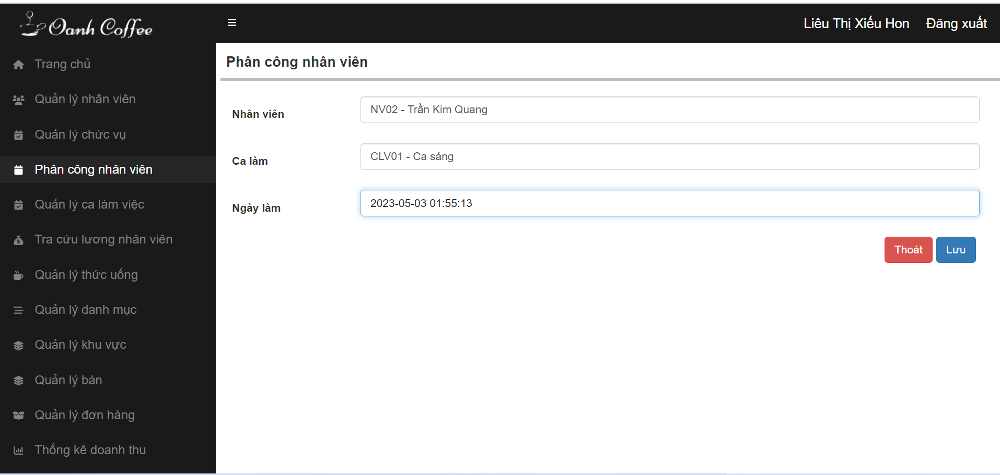 Oanh Coffee
Liêu Thị Xiếu Hon Đăng xuất
Trang chủ
Quản lý nhân viên
Quản lý chức vụ
Phân công nhân viên
Quản lý ca làm việc
Tra cứu lương nhân viên
Quản lý thức uống
Quản lý danh mục
Quản lý khu vực
Quản lý bàn
Quản lý đơn hàng
Thống kê doanh thu
Phân công nhân viên
Nhân viên NV02 - Trần Kim Quang
Ca làm CLV01 - Ca sáng
Ngày làm 2023-05-03 01:55:13
Thoát Lưu